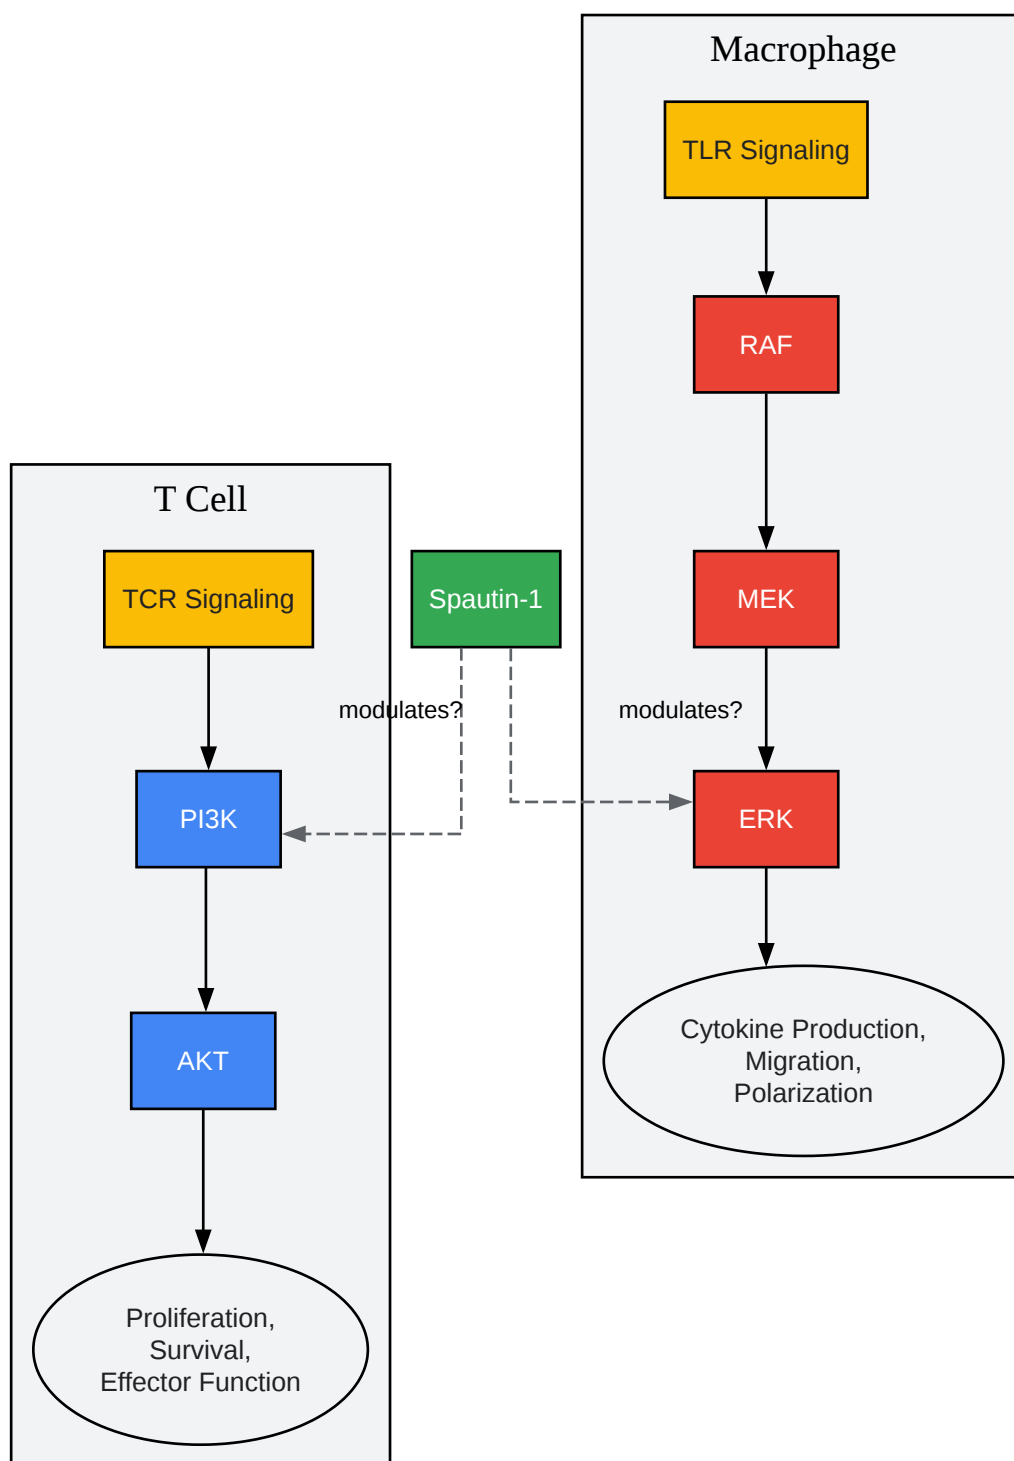 Macrophage
TLR Signaling
RAF
T Cell
TCR Signaling
Spautin-1
MEK
modulates?
modulates?
PI3K
ERK
AKT
Cytokine Production,
Migration,
Polarization
Proliferation,
Survival,
Effector Function